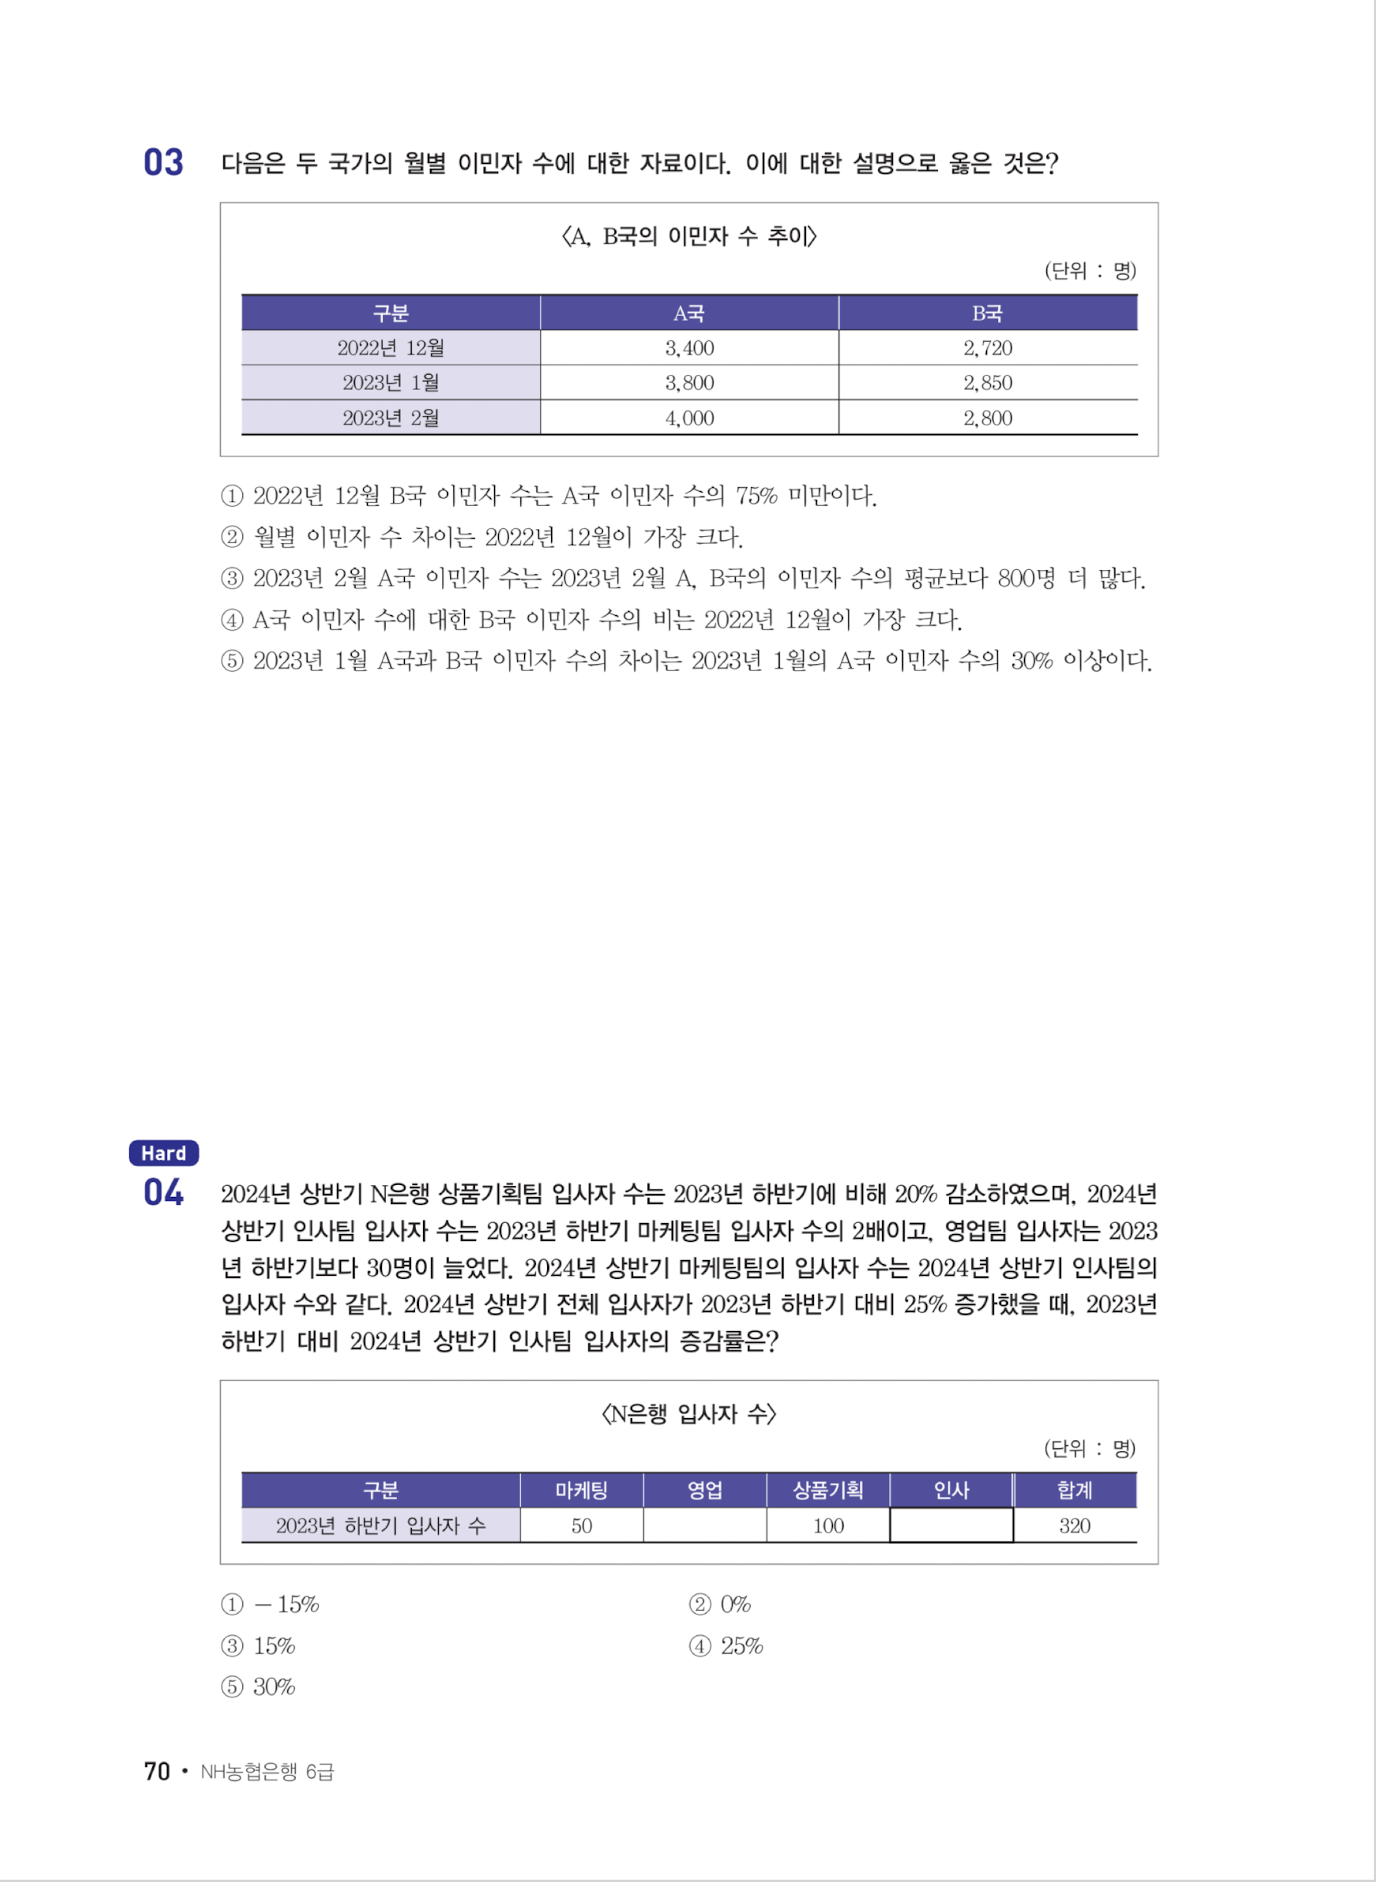 03 다음은 두 국가의 월별 이민자 수에 대한 자료이다. 이에 대한 설명으로 옳은 것은?
〈A, B국의 이민자 수 추이〉
(단위 : 명)
구분 A국 B국
2022년 12월 3,400 2,720
2023년 1월 3,800 2,850
2023년 2월 4,000 2,800
① 2022년 12월 B국 이민자 수는 A국 이민자 수의 75% 미만이다.
② 월별 이민자 수 차이는 2022년 12월이 가장 크다.
③ 2023년 2월 A국 이민자 수는 2023년 2월 A, B국의 이민자 수의 평균보다 800명 더 많다.
④ A국 이민자 수에 대한 B국 이민자 수의 비는 2022년 12월이 가장 크다.
⑤ 2023년 1월 A국과 B국 이민자 수의 차이는 2023년 1월의 A국 이민자 수의 30% 이상이다.
Hard
04 2024년 상반기 N은행 상품기획팀 입사자 수는 2023년 하반기에 비해 20% 감소하였으며, 2024년
상반기 인사팀 입사자 수는 2023년 하반기 마케팅팀 입사자 수의 2배이고, 영업팀 입사자는 2023
년 하반기보다 30명이 늘었다. 2024년 상반기 마케팅팀의 입사자 수는 2024년 상반기 인사팀의
입사자 수와 같다. 2024년 상반기 전체 입사자가 2023년 하반기 대비 25% 증가했을 때, 2023년
하반기 대비 2024년 상반기 인사팀 입사자의 증감률은?
〈N은행 입사자 수〉
(단위 : 명)
구분 마케팅 영업 상품기획 인사 합계
2023년 하반기 입사자 수 50 100 320
① －15% ② 0%
③ 15% ④ 25%
⑤ 30%
70 • NH농협은행 6급